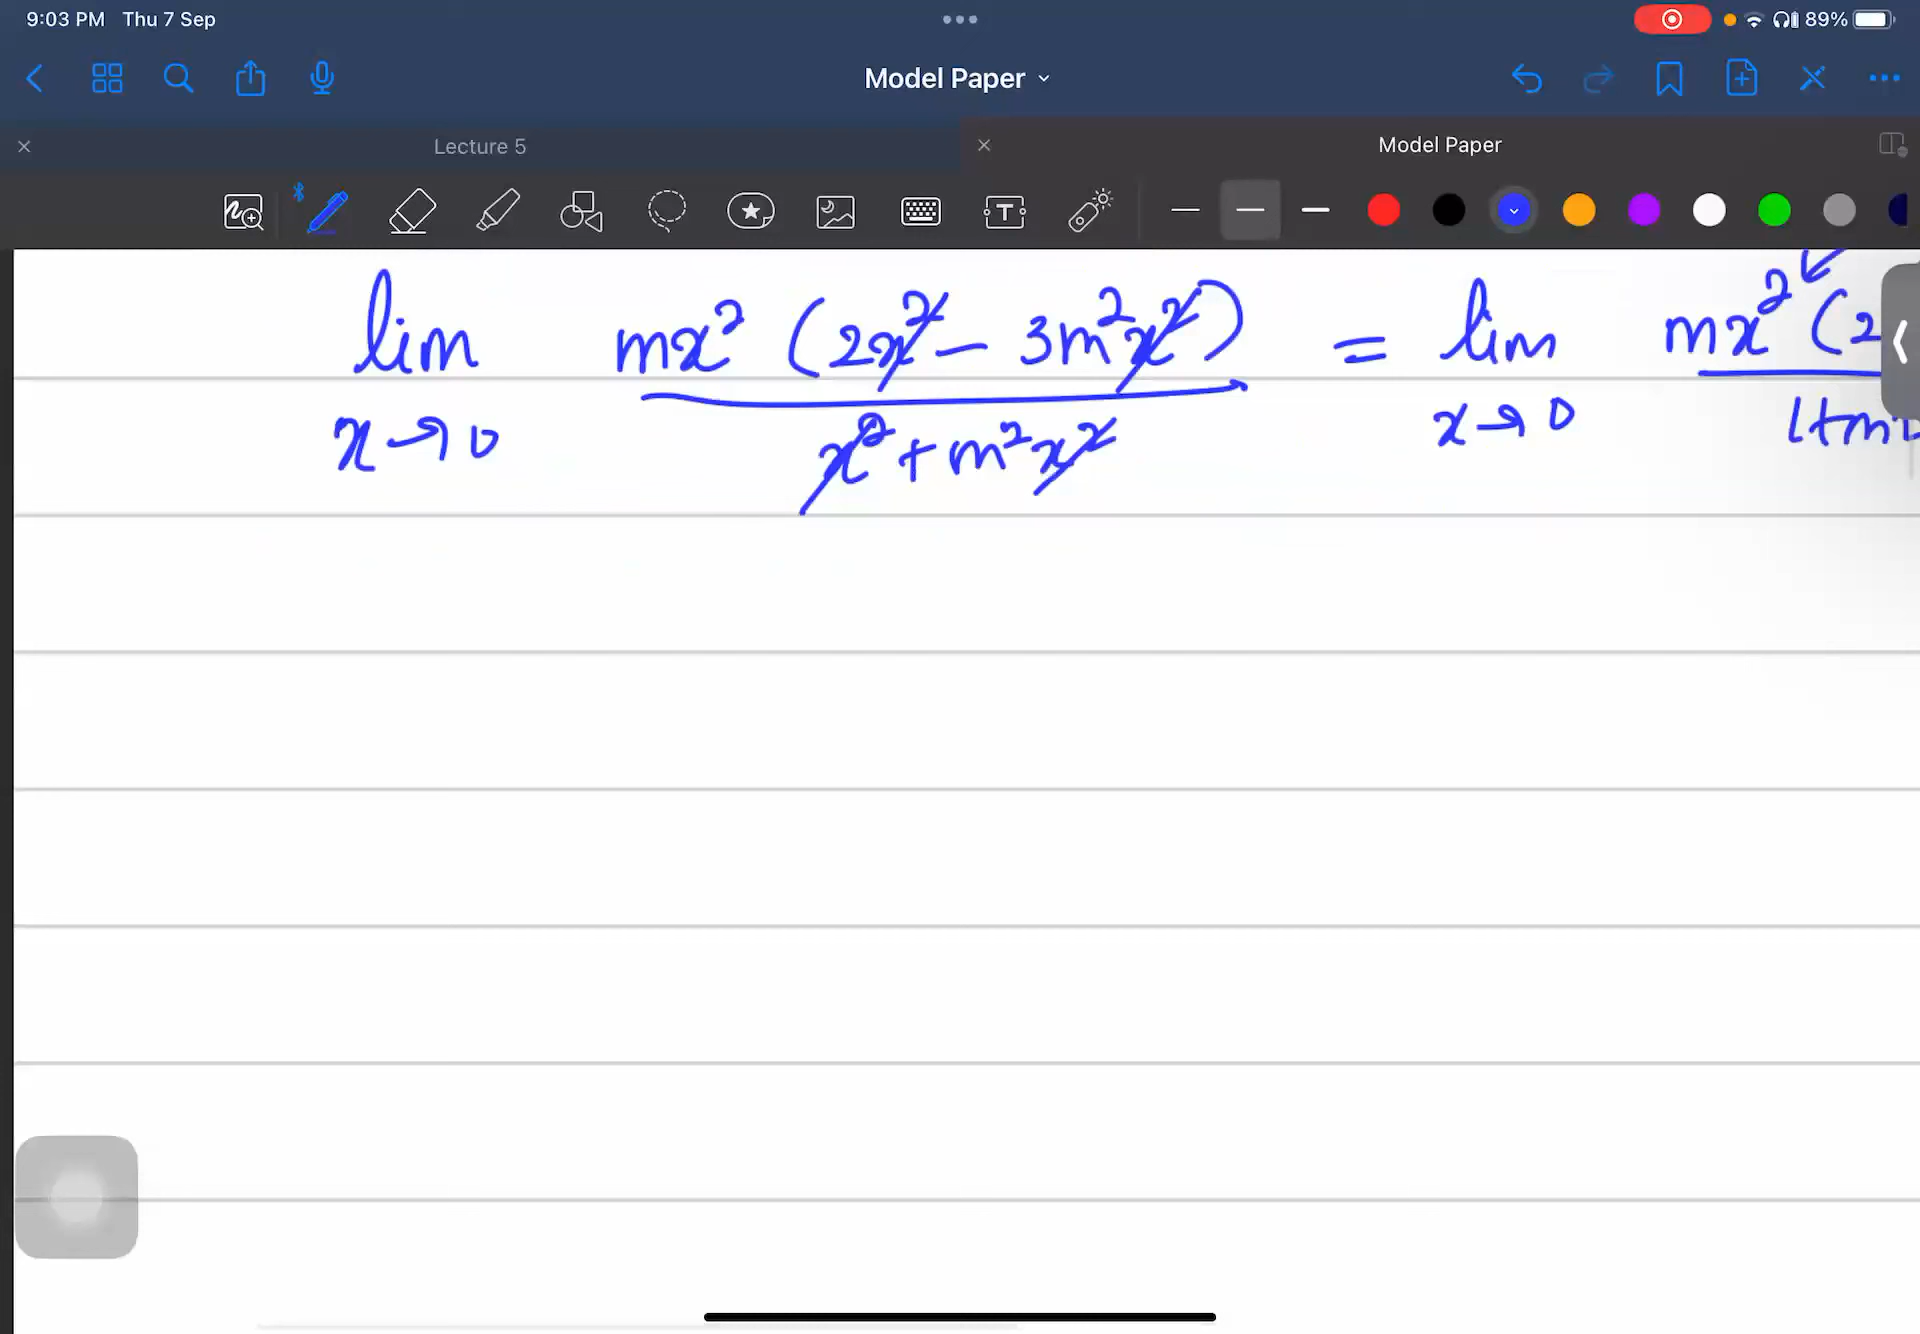 9:03 PM Thu 7 Sep
89%
Model Paper
Lecture 5
Model Paper
lim mx² (2x² - 3m²x²) = lim mx² (2
x→0 x² + m²x² x→0 1+m